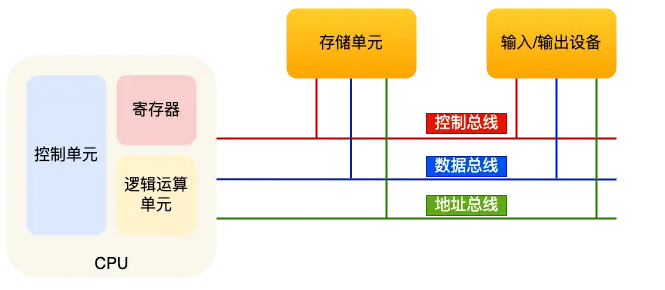 存储单元
输入/输出设备
控制单元
寄存器
逻辑运算
单元
CPU
控制总线
数据总线
地址总线